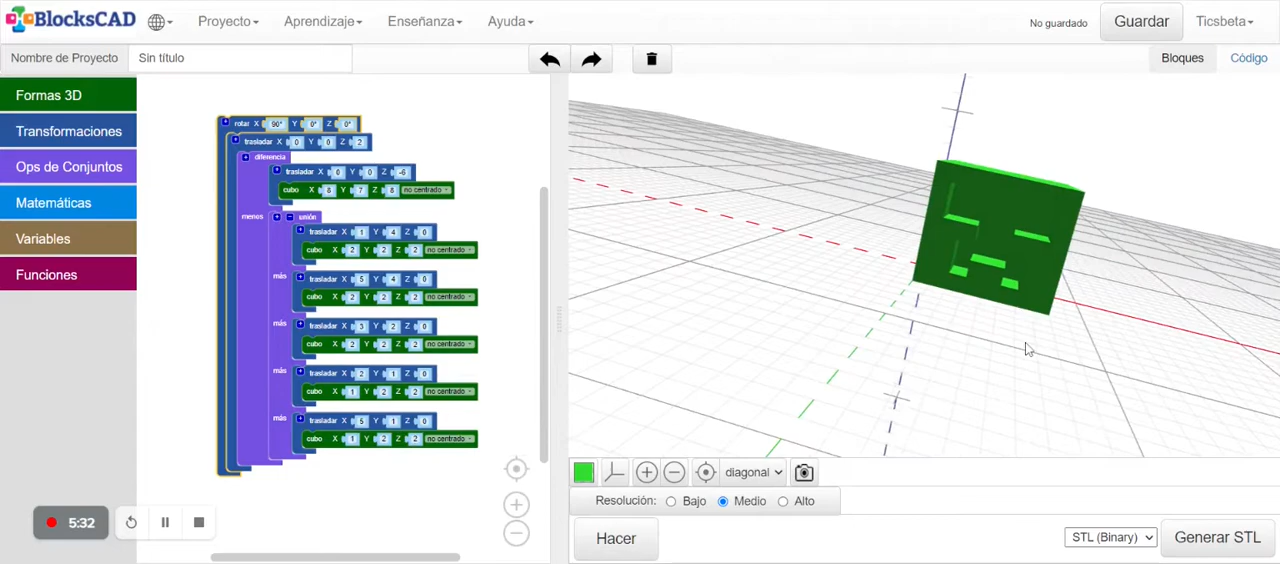 BlocksCAD
Proyecto
Aprendizaje
Enseñanza
Ayuda
No guardado
Guardar
Ticsbeta
Nombre de Proyecto
Sin título
Bloques
Código
Formas 3D
Transformaciones
Ops de Conjuntos
Matemáticas
Variables
Funciones
rotar X 90° Y 0° Z 0°
trasladar X 0 Y 0 Z 2
diferencia
trasladar X 0 Y 0 Z -6
cubo X 8 Y 7 Z 8 no centrado
menos unión
trasladar X 1 Y 4 Z 0
cubo X 2 Y 2 Z 2 no centrado
más trasladar X 5 Y 4 Z 0
cubo X 2 Y 2 Z 2 no centrado
más trasladar X 3 Y 2 Z 0
cubo X 2 Y 2 Z 2 no centrado
más trasladar X 2 Y 1 Z 0
cubo X 1 Y 2 Z 2 no centrado
más trasladar X 5 Y 1 Z 0
cubo X 1 Y 2 Z 2 no centrado
5:32
diagonal
Resolución: Bajo Medio Alto
Hacer
STL (Binary)
Generar STL